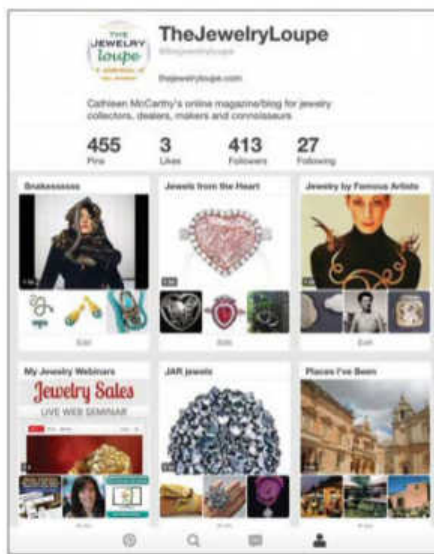 THE
JEWELRY
loupe
TheJewelryLoupe
thejewelryloupe.com
Cathleen McCarthy's online magazine/blog for jewelry
collectors, dealers, makers and connoisseurs
455 3 413 27
Pins Likes Followers Following
Snakesssssss Jewels from the Heart Jewelry by Famous Artists
Edit Edit Edit
My Jewelry Webinars JAR jewels Places I've Been
Jewelry Sales
LIVE WEB SEMINAR